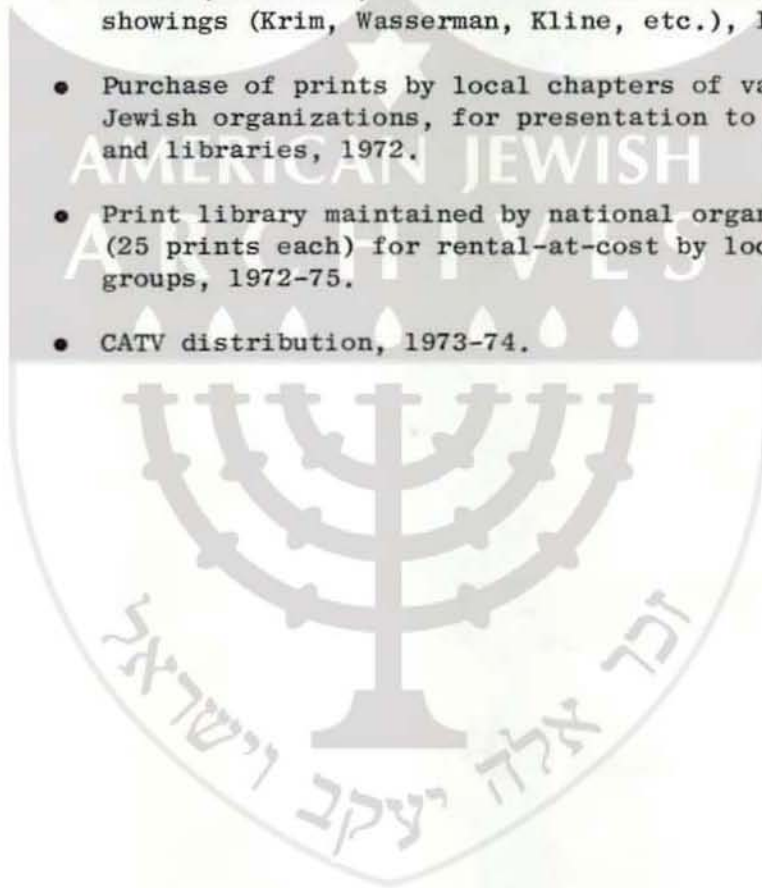 showings (Krim, Wasserman, Kline, etc.),
• Purchase of prints by local chapters of
Jewish organizations, for presentation to
and libraries, 1972.
• Print library maintained by national
(25 prints each) for rental-at-cost by
groups, 1972-75.
• CATV distribution, 1973-74.
AMERICAN JEWISH
ARCHIVES
זכר אלה יעקב וישראל